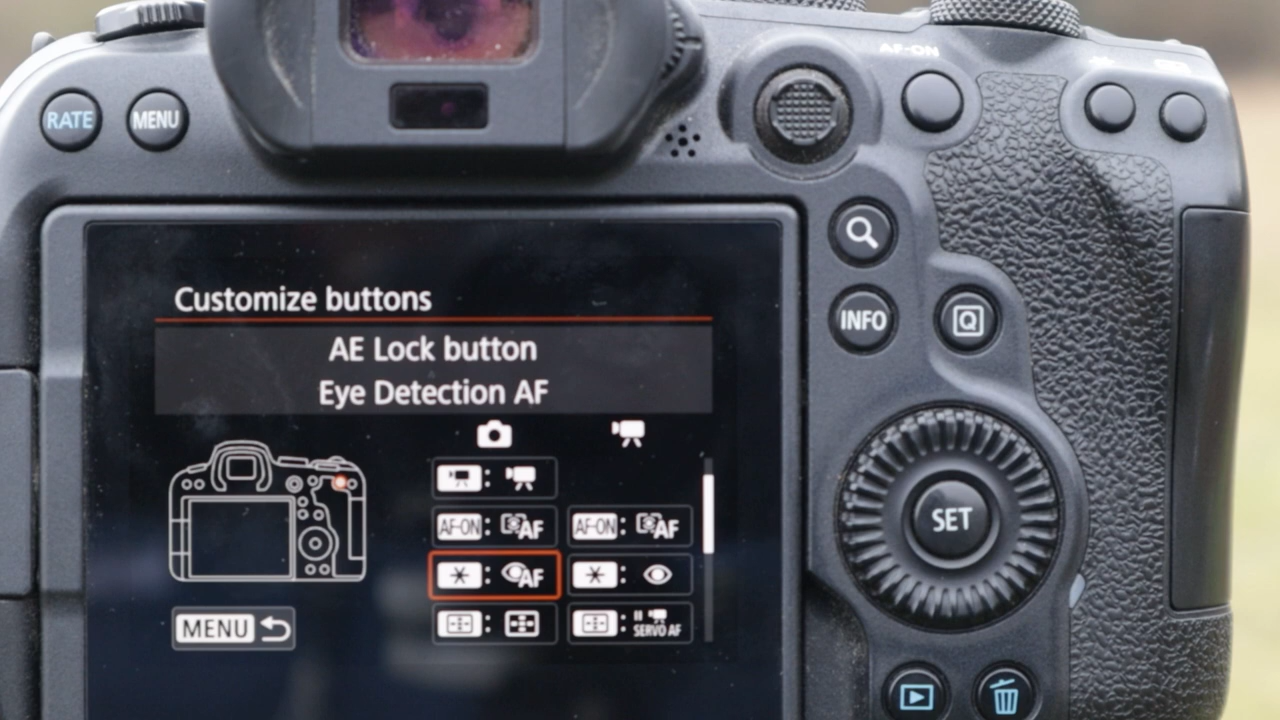 AF-ON
RATE
MENU
INFO
Q
Customize buttons
AE Lock button
Eye Detection AF
AF-ON: AF
AF-ON: AF
AF
SERVO AF
MENU
SET